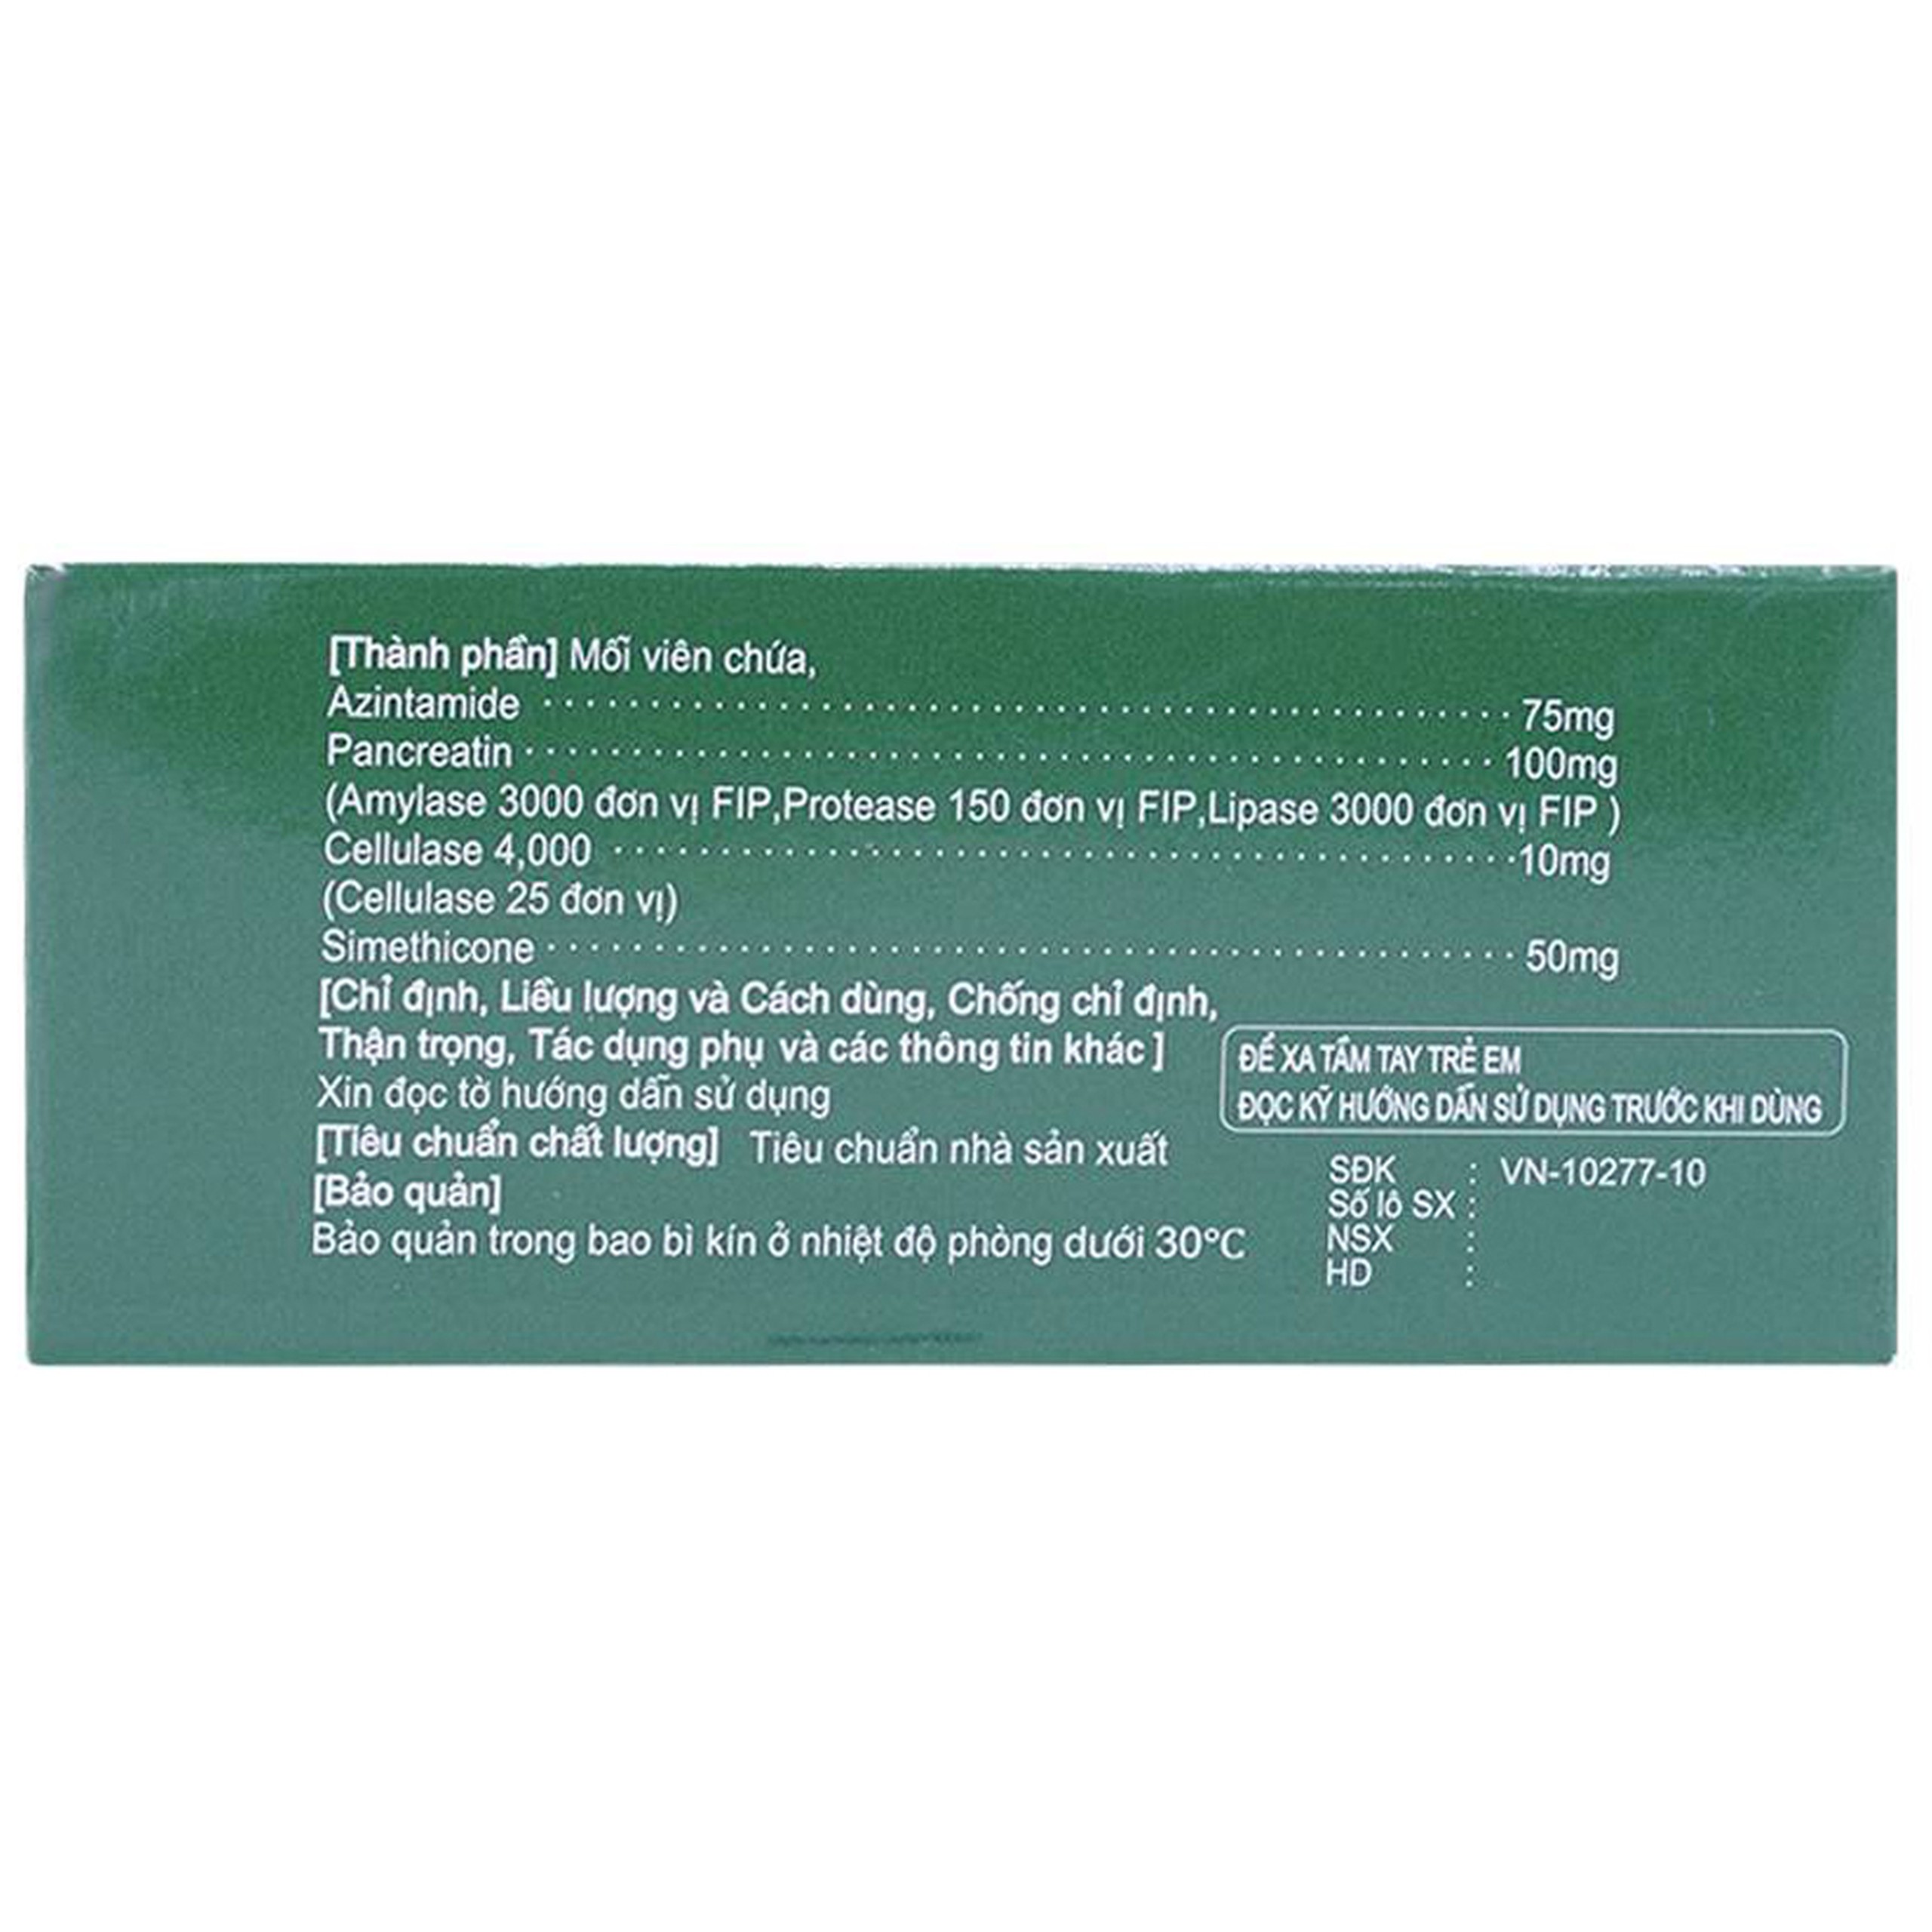 [Thành phần] Mỗi viên chứa,
Azintamide ················································ 75mg
Pancreatin ················································ 100mg
(Amylase 3000 đơn vị FIP,Protease 150 đơn vị FIP,Lipase 3000 đơn vị FIP )
Cellulase 4,000 ············································ 10mg
(Cellulase 25 đơn vị)
Simethicone ··············································· 50mg
[Chỉ định, Liều lượng và Cách dùng, Chống chỉ định,
Thận trọng, Tác dụng phụ và các thông tin khác ]
Xin đọc tờ hướng dẫn sử dụng
[Tiêu chuẩn chất lượng] Tiêu chuẩn nhà sản xuất
[Bảo quản]
Bảo quản trong bao bì kín ở nhiệt độ phòng dưới 30°C
ĐỂ XA TẦM TAY TRẺ EM
ĐỌC KỸ HƯỚNG DẪN SỬ DỤNG TRƯỚC KHI DÙNG
SĐK : VN-10277-10
Số lô SX :
NSX :
HD :